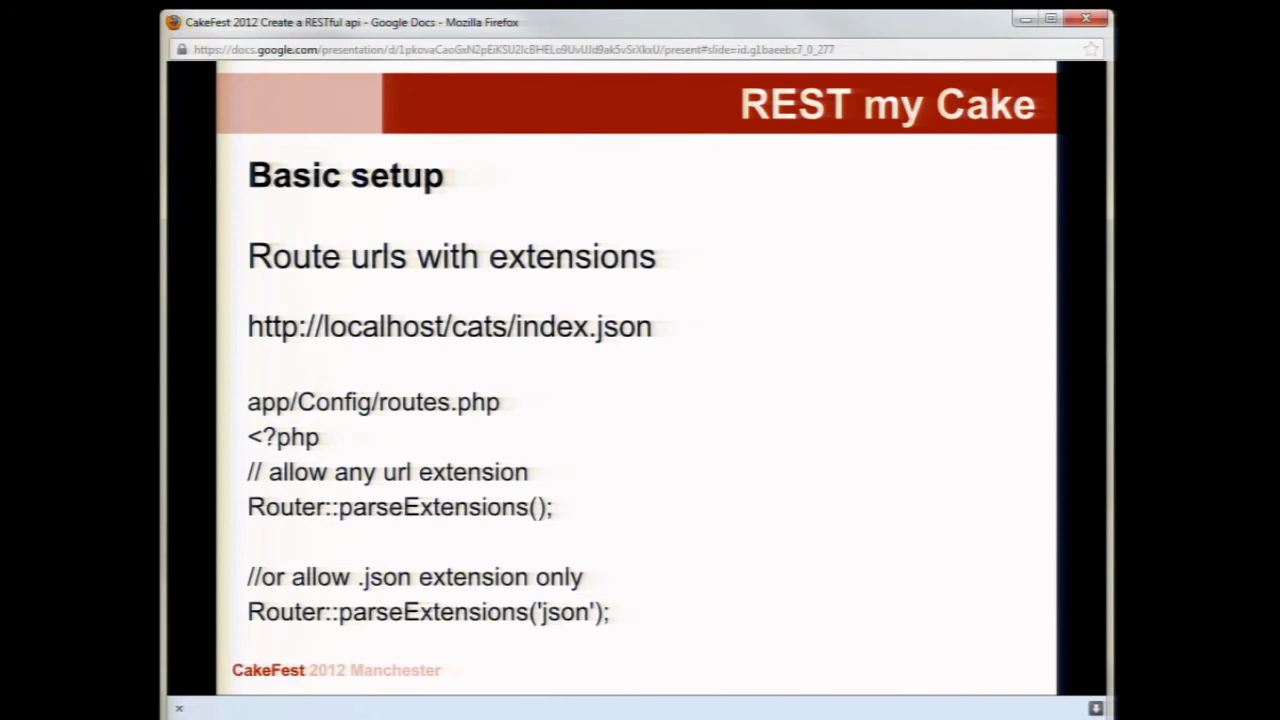 CakeFest 2012 Create a RESTful api - Google Docs - Mozilla Firefox
REST my Cake
Basic setup
Route urls with extensions
http://localhost/cats/index.json
app/Config/routes.php
<?php
// allow any url extension
Router::parseExtensions();
//or allow .json extension only
Router::parseExtensions('json');
CakeFest 2012 Manchester